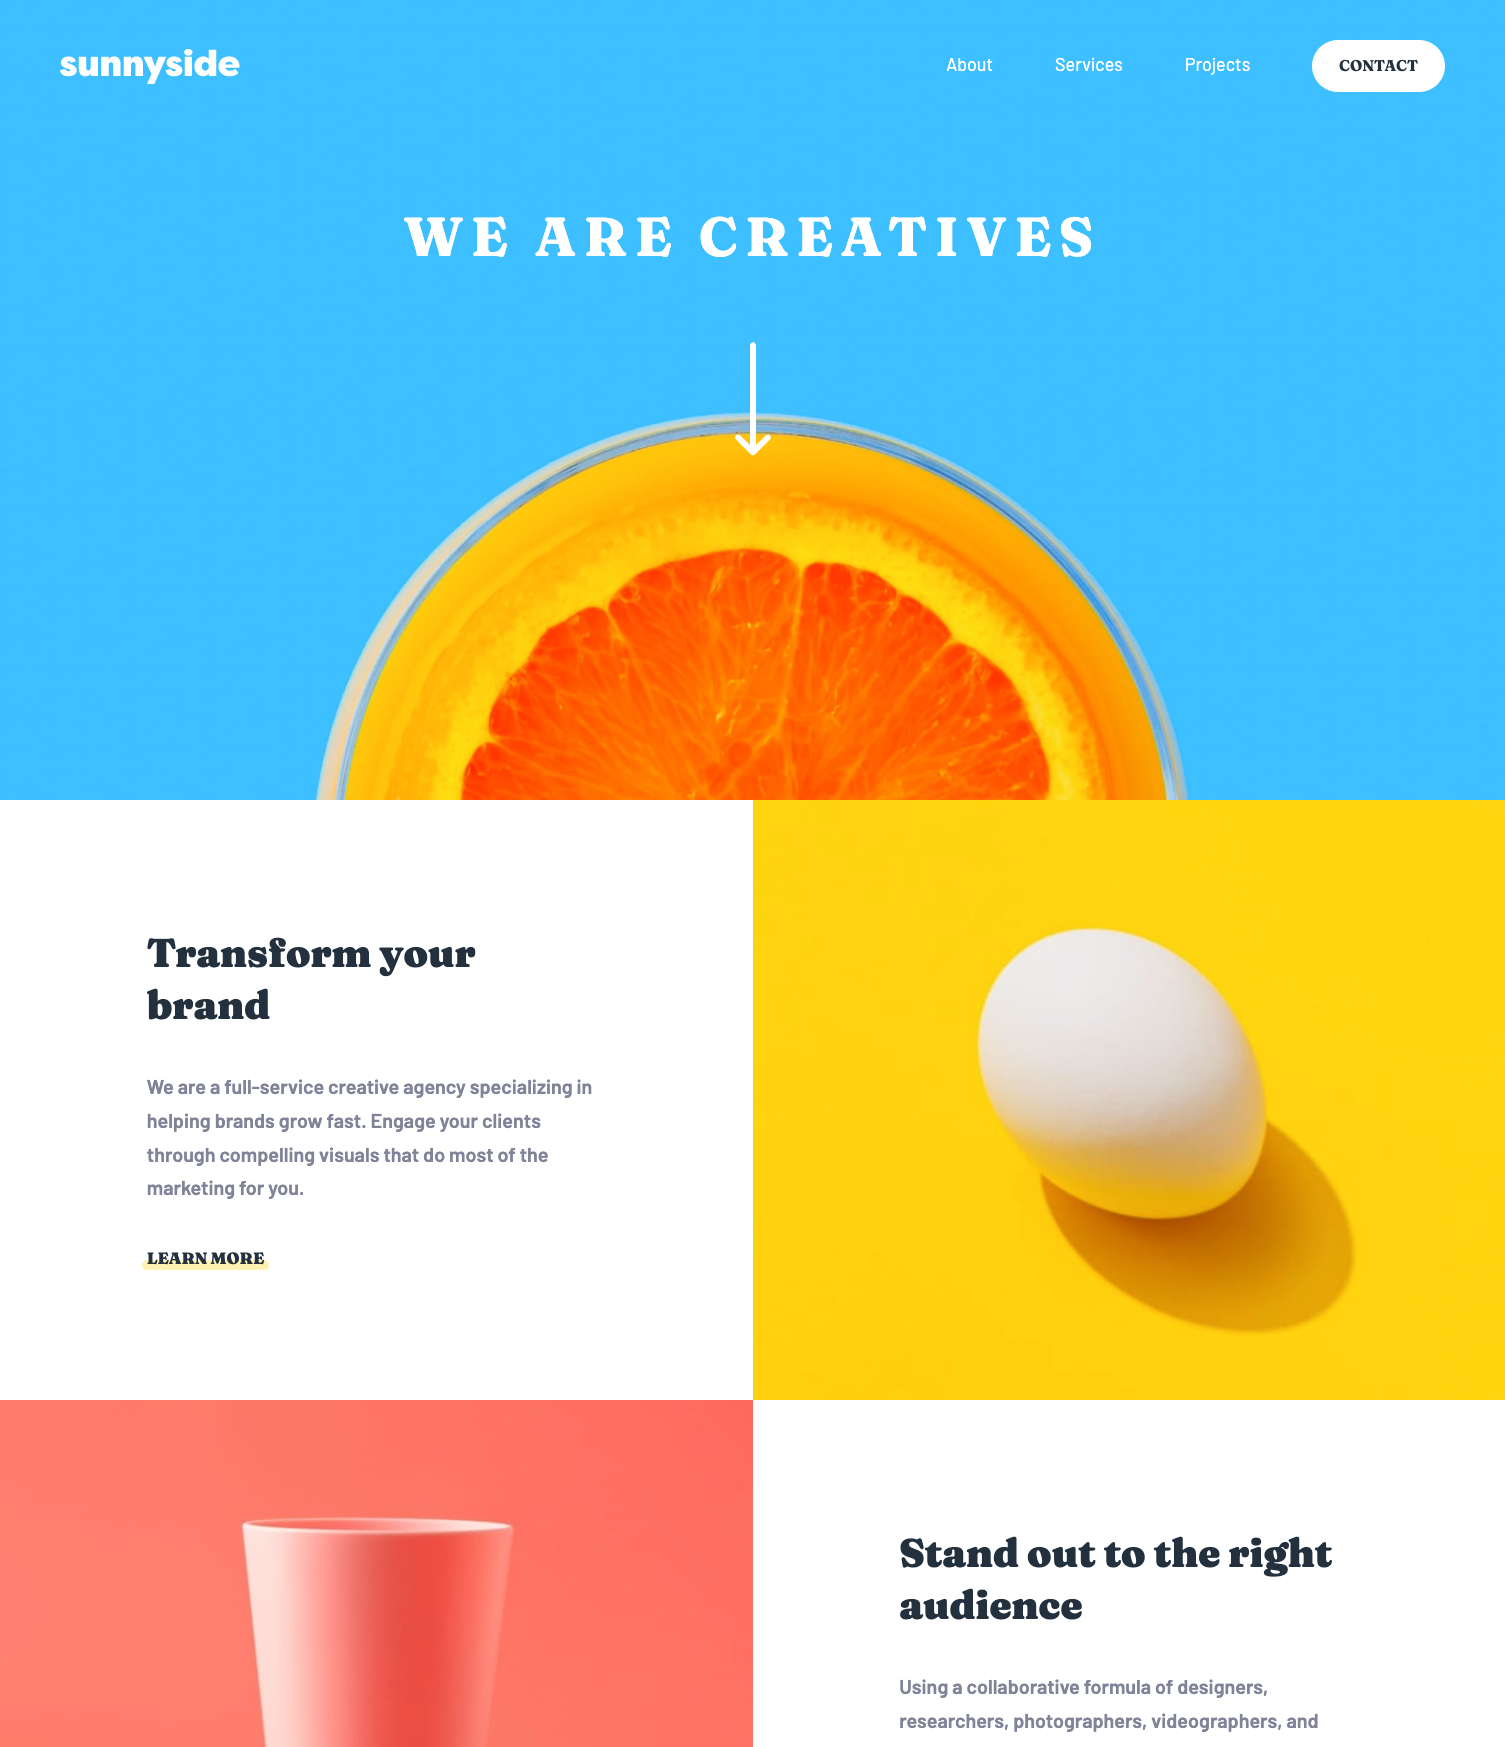 sunnyside
About Services Projects CONTACT
WE ARE CREATIVES
Transform your
brand
We are a full-service creative agency specializing in
helping brands grow fast. Engage your clients
through compelling visuals that do most of the
marketing for you.
LEARN MORE
Stand out to the right
audience
Using a collaborative formula of designers,
researchers, photographers, videographers, and